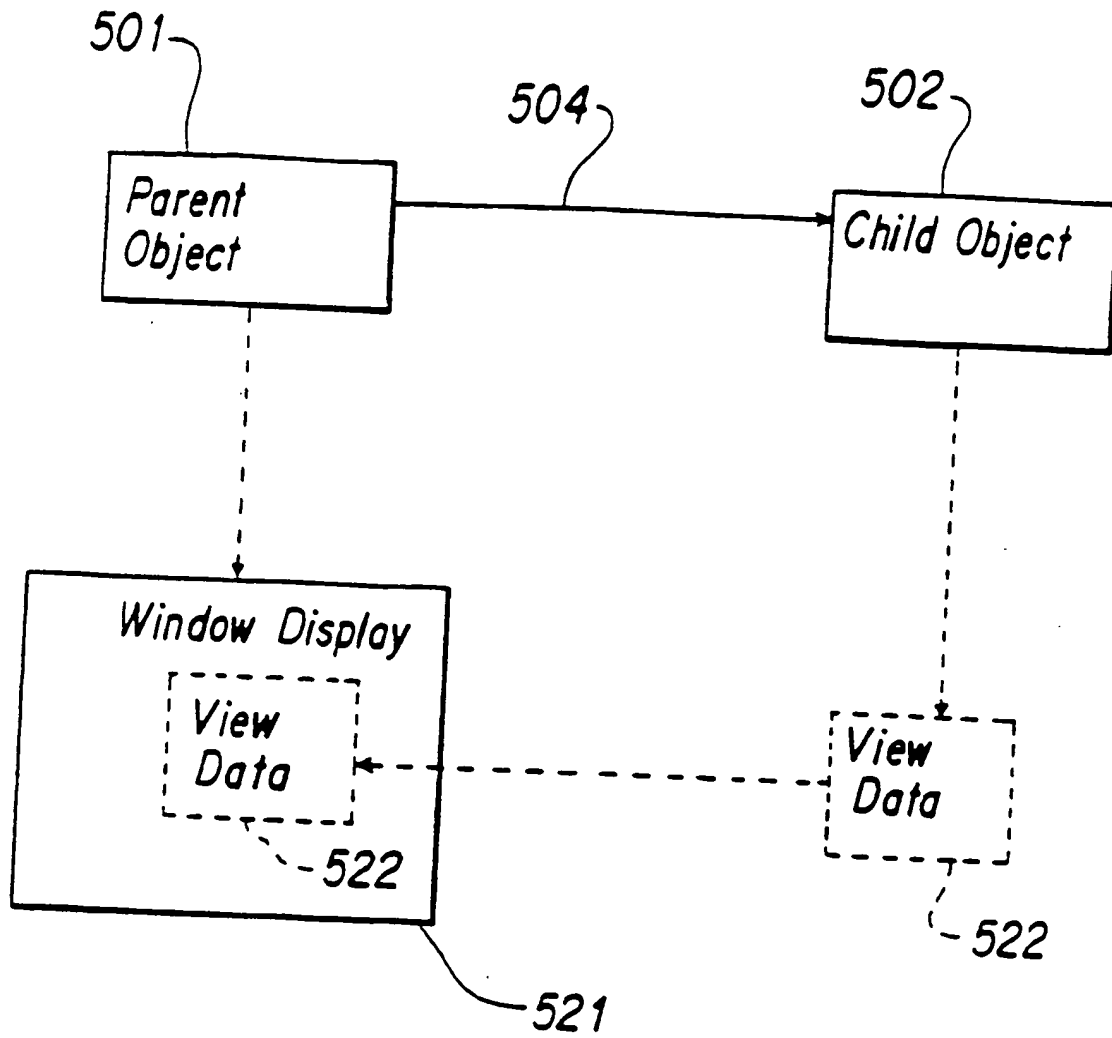 501
504
502
Parent
Object
Child Object
Window Display
View
Data
522
View
Data
522
521